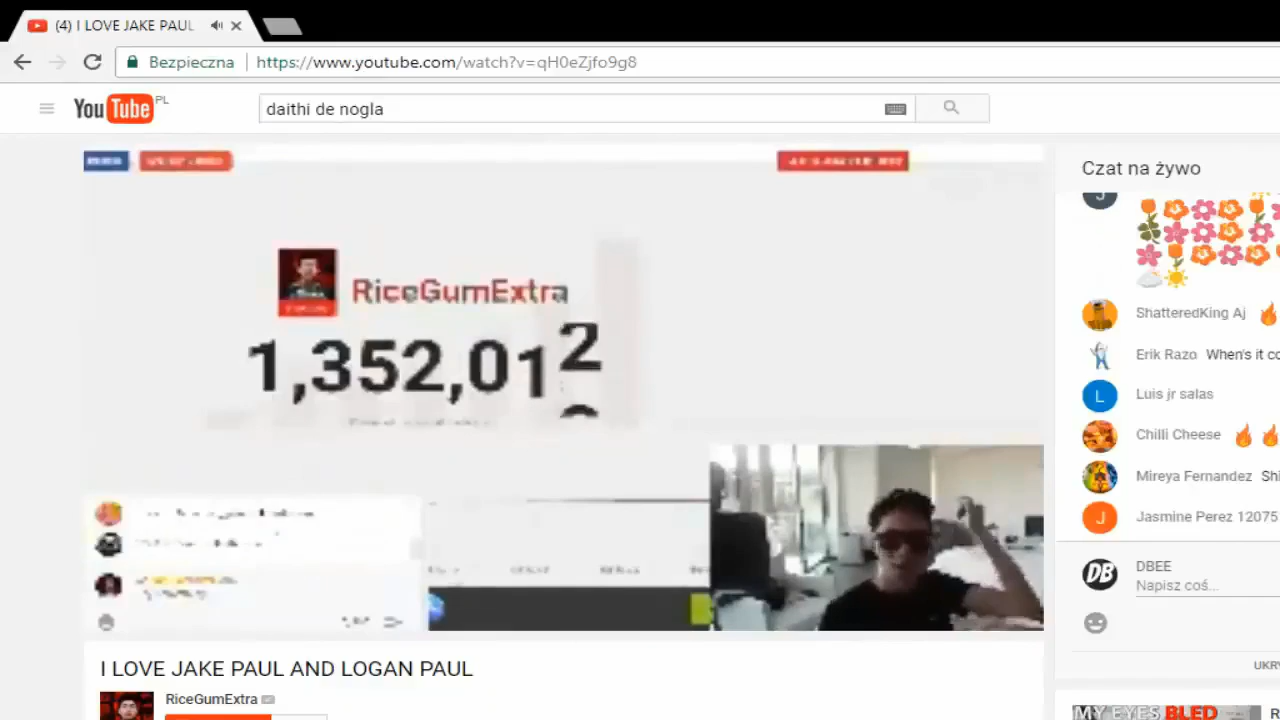 (4) I LOVE JAKE PAUL
Bezpieczna
https://www.youtube.com/watch?v=qH0eZjfo9g8
YouTube PL
daithi de nogla
RiceGumExtra
1,352,012
Czat na żywo
J
ShatteredKing Aj
Erik Razo When's it co
L Luis jr salas
Chilli Cheese
Mireya Fernandez Shi
J Jasmine Perez 12075
DB DBEE
Napisz coś...
UKRY
I LOVE JAKE PAUL AND LOGAN PAUL
RiceGumExtra
MY EYES BLED